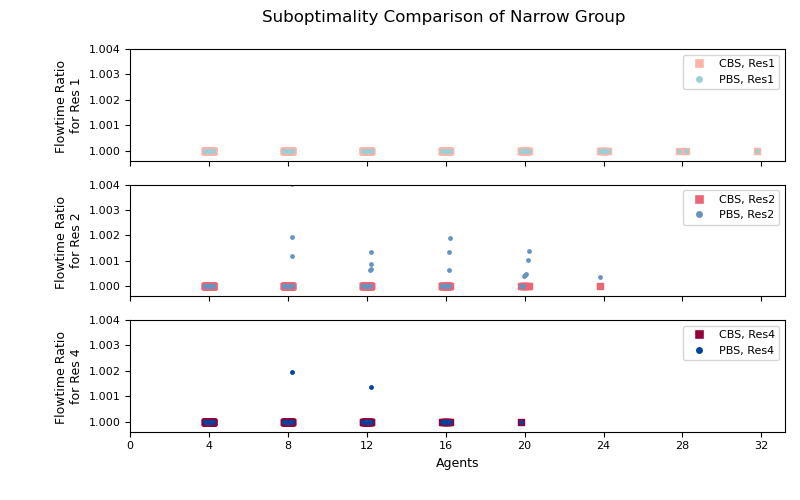 Suboptimality Comparison of Narrow Group
Flowtime Ratio
for Res 1
1.004
1.003
1.002
1.001
1.000
CBS, Res1
PBS, Res1
Flowtime Ratio
for Res 2
1.004
1.003
1.002
1.001
1.000
CBS, Res2
PBS, Res2
Flowtime Ratio
for Res 4
1.004
1.003
1.002
1.001
1.000
CBS, Res4
PBS, Res4
0 4 8 12 16 20 24 28 32
Agents